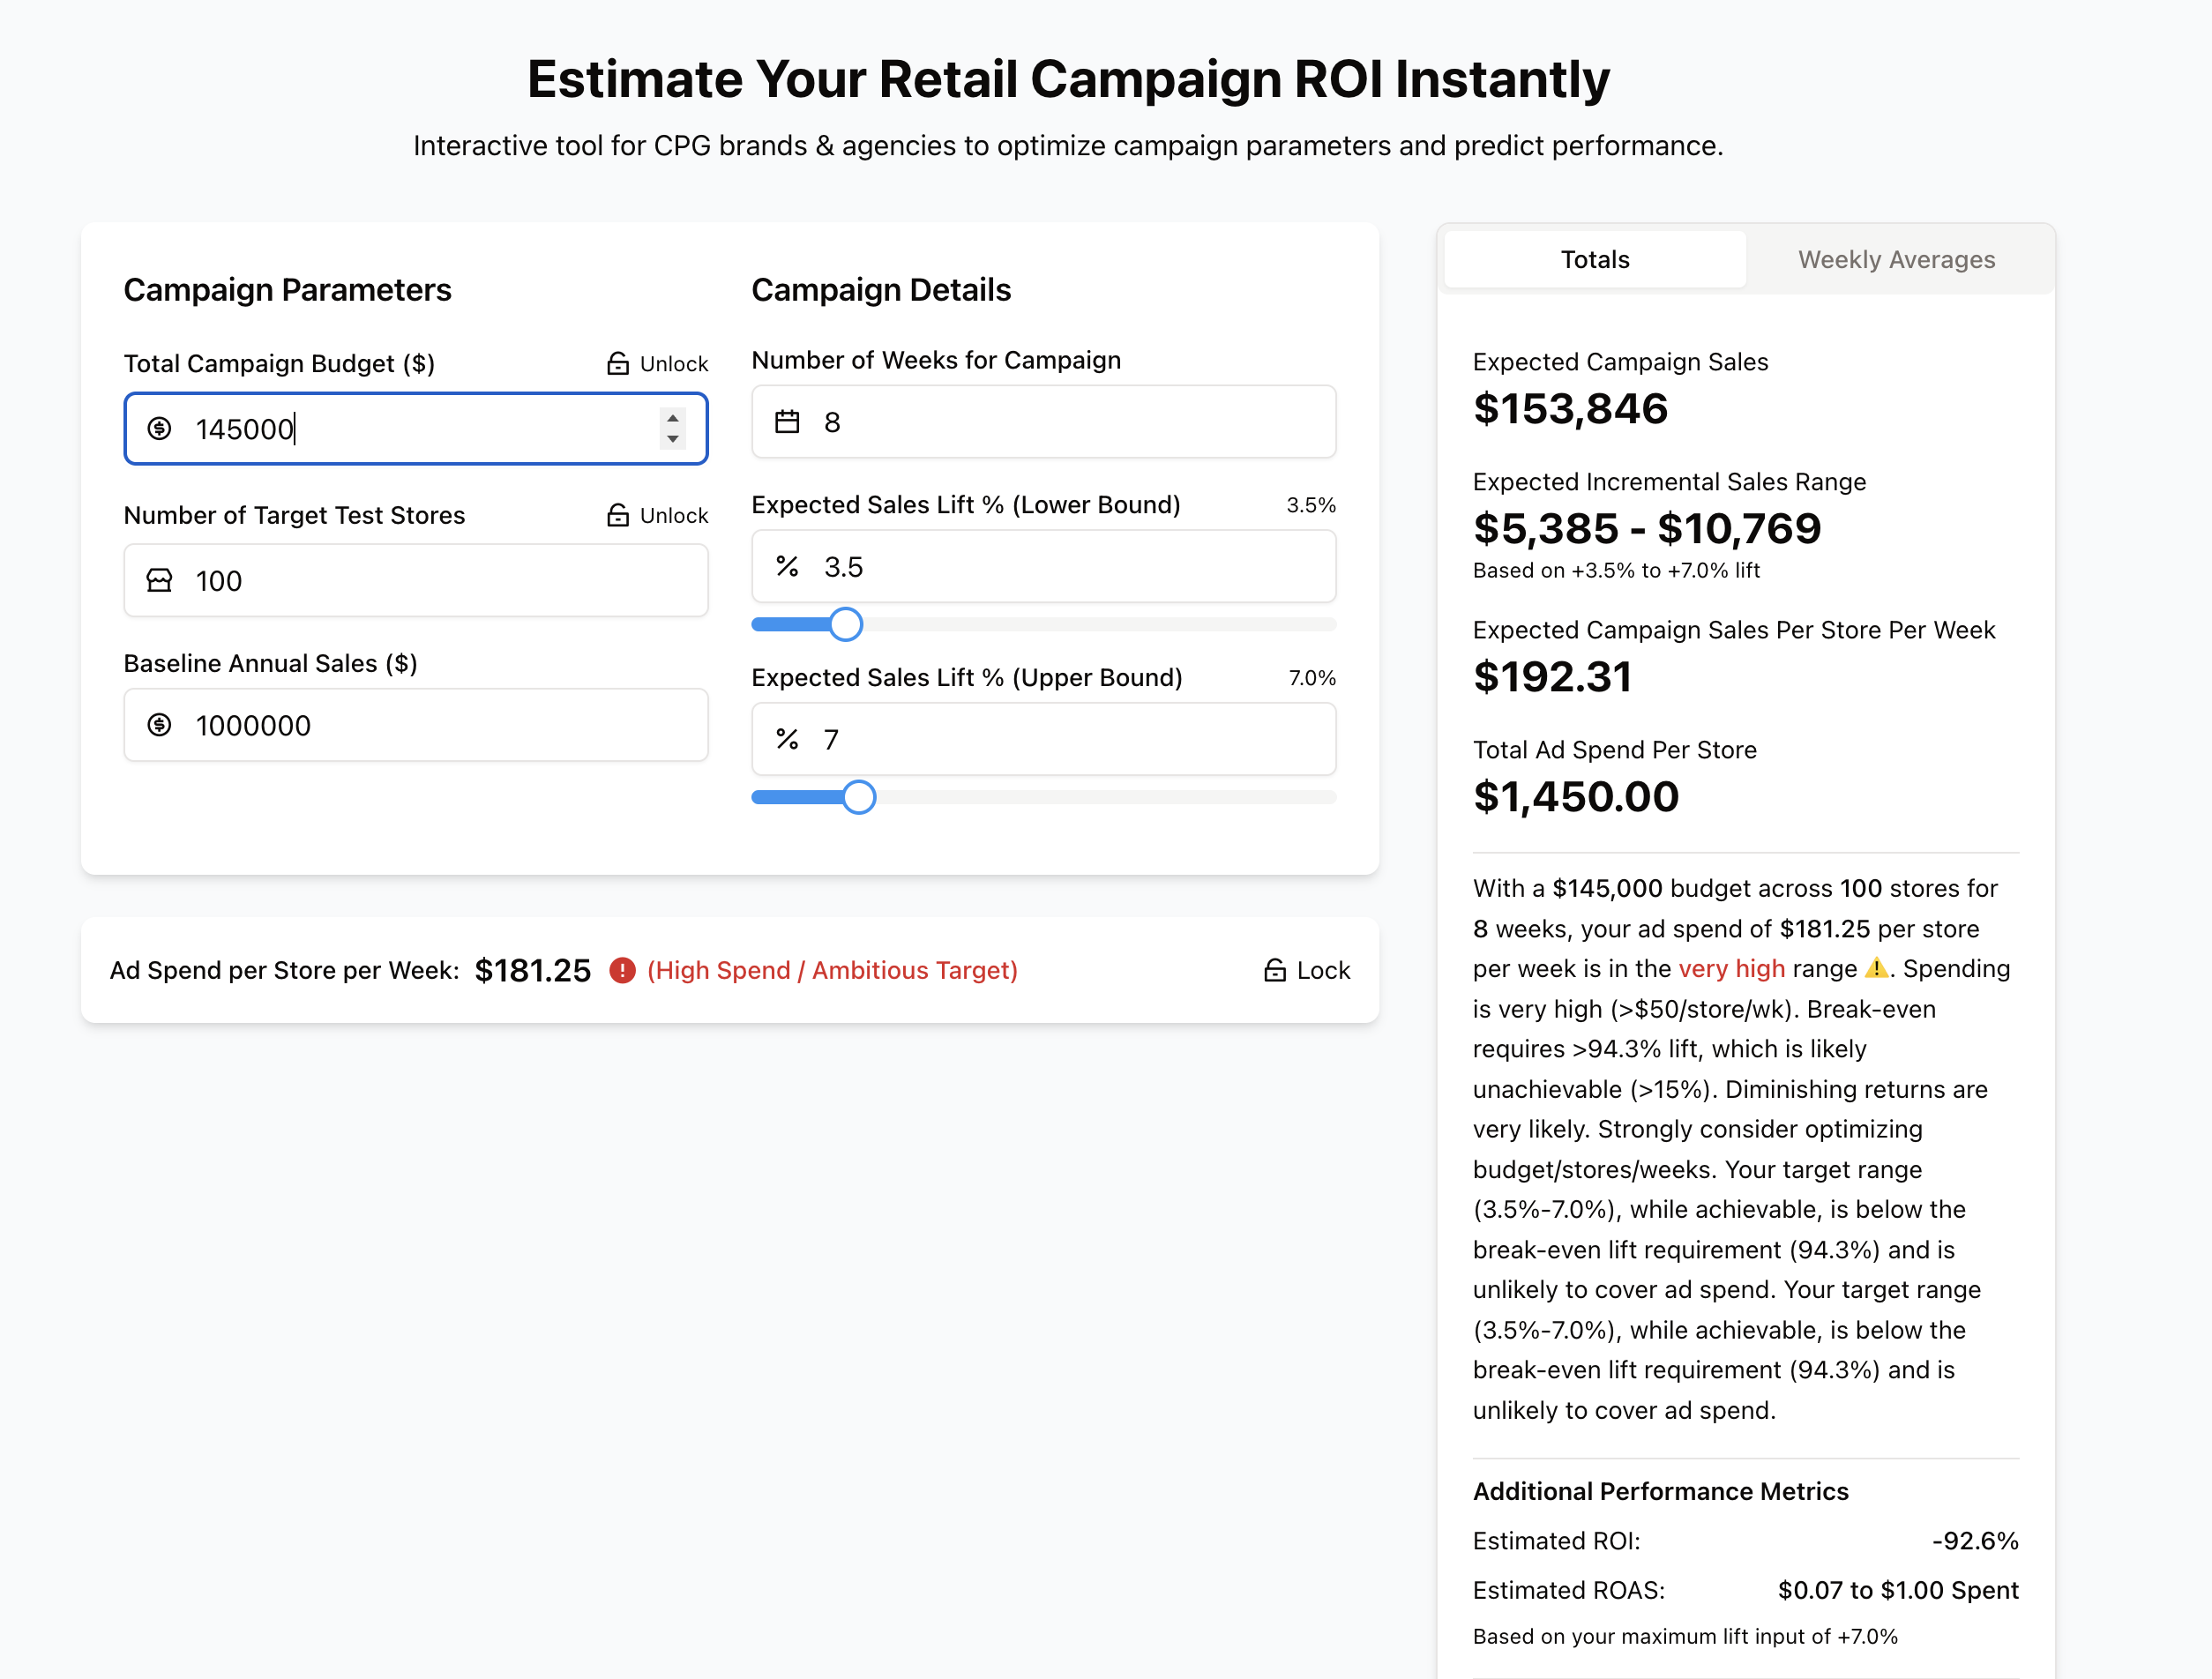 Estimate Your Retail Campaign ROI Instantly
Interactive tool for CPG brands & agencies to optimize campaign parameters and predict performance.
Campaign Parameters
Total Campaign Budget ($)
Unlock
145000
Number of Target Test Stores
Unlock
100
Baseline Annual Sales ($)
1000000
Campaign Details
Number of Weeks for Campaign
8
Expected Sales Lift % (Lower Bound)
3.5%
% 3.5
Expected Sales Lift % (Upper Bound)
7.0%
% 7
Ad Spend per Store per Week: $181.25 (High Spend / Ambitious Target)
Lock
Totals
Weekly Averages
Expected Campaign Sales
$153,846
Expected Incremental Sales Range
$5,385 - $10,769
Based on +3.5% to +7.0% lift
Expected Campaign Sales Per Store Per Week
$192.31
Total Ad Spend Per Store
$1,450.00
With a $145,000 budget across 100 stores for
8 weeks, your ad spend of $181.25 per store
per week is in the very high range ⚠️. Spending
is very high (>$50/store/wk). Break-even
requires >94.3% lift, which is likely
unachievable (>15%). Diminishing returns are
very likely. Strongly consider optimizing
budget/stores/weeks. Your target range
(3.5%-7.0%), while achievable, is below the
break-even lift requirement (94.3%) and is
unlikely to cover ad spend. Your target range
(3.5%-7.0%), while achievable, is below the
break-even lift requirement (94.3%) and is
unlikely to cover ad spend.
Additional Performance Metrics
Estimated ROI:
-92.6%
Estimated ROAS:
$0.07 to $1.00 Spent
Based on your maximum lift input of +7.0%